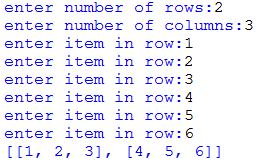 enter number of rows:2
enter number of columns:3
enter item in row:1
enter item in row:2
enter item in row:3
enter item in row:4
enter item in row:5
enter item in row:6
[[1, 2, 3], [4, 5, 6]]